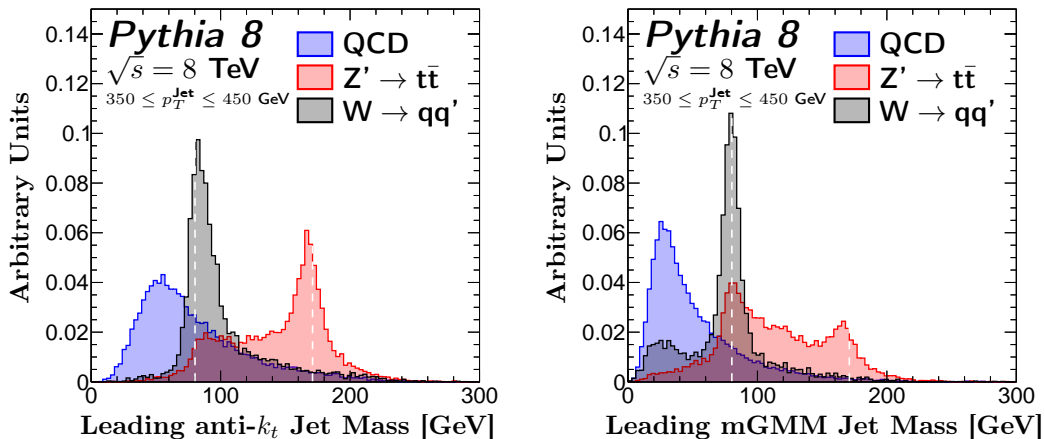 Pythia 8
√s = 8 TeV
350 ≤ p_T^Jet ≤ 450 GeV
QCD
Z' → tt̄
W → qq'
Arbitrary Units
0.14
0.12
0.1
0.08
0.06
0.04
0.02
0
0 100 200 300
Leading anti-k_t Jet Mass [GeV]
Pythia 8
√s = 8 TeV
350 ≤ p_T^Jet ≤ 450 GeV
QCD
Z' → tt̄
W → qq'
Arbitrary Units
0.14
0.12
0.1
0.08
0.06
0.04
0.02
0
0 100 200 300
Leading mGMM Jet Mass [GeV]